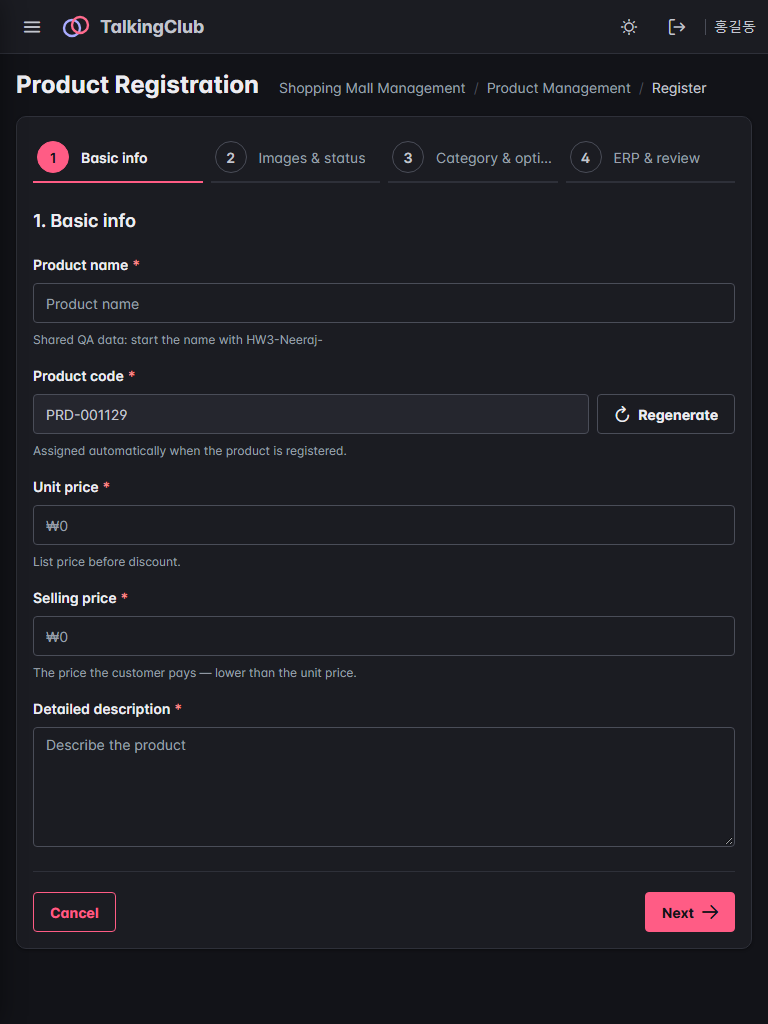 TalkingClub
홍길동
Product Registration
Shopping Mall Management / Product Management / Register
1 Basic info
2 Images & status
3 Category & opti...
4 ERP & review
1. Basic info
Product name *
Product name
Shared QA data: start the name with HW3-Neeraj-
Product code *
PRD-001129
Regenerate
Assigned automatically when the product is registered.
Unit price *
₩0
List price before discount.
Selling price *
₩0
The price the customer pays — lower than the unit price.
Detailed description *
Describe the product
Cancel
Next